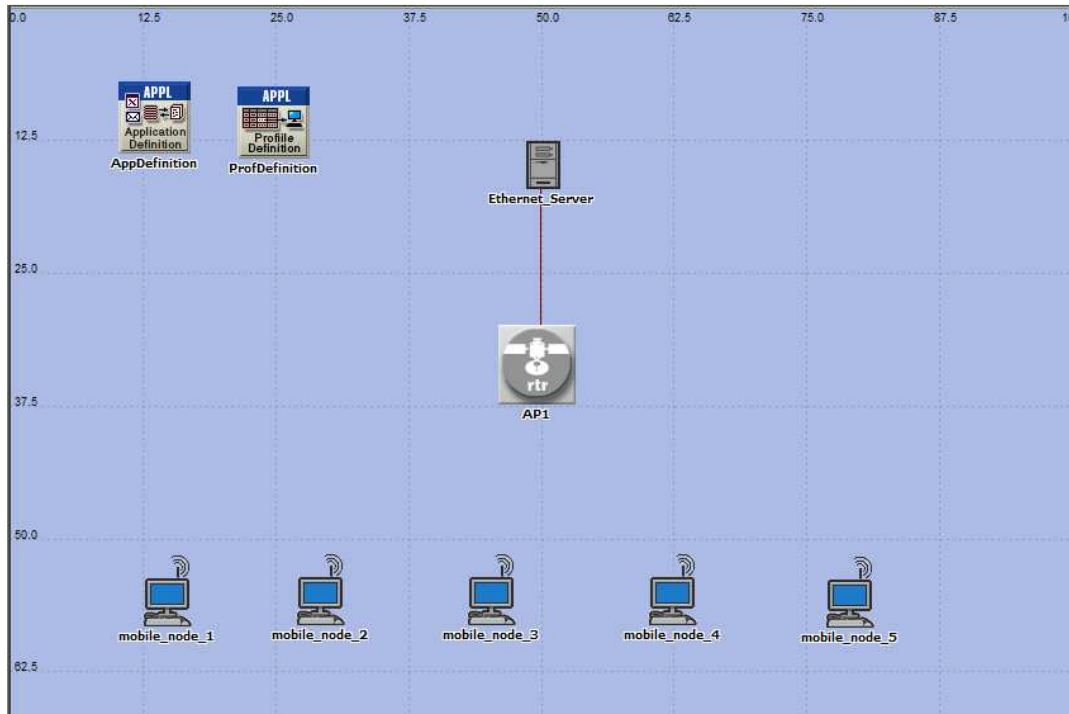 0.0
12.5
25.0
37.5
50.0
62.5
75.0
87.5
APPL
Application
Definition
AppDefinition
APPL
Profiile
Definition
ProfDefinition
12.5
Ethernet_Server
25.0
rtr
AP1
37.5
50.0
mobile_node_1
mobile_node_2
mobile_node_3
mobile_node_4
mobile_node_5
62.5